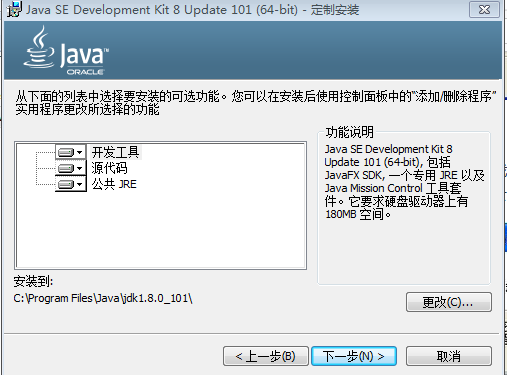 Java SE Development Kit 8 Update 101 (64-bit) - 定制安装
Java™
ORACLE
从下面的列表中选择要安装的可选功能。您可以在安装后使用控制面板中的“添加/删除程序”
实用程序更改所选择的功能
开发工具
源代码
公共 JRE
功能说明
Java SE Development Kit 8
Update 101 (64-bit), 包括
JavaFX SDK, 一个专用 JRE 以及
Java Mission Control 工具套
件。它要求硬盘驱动器上有
180MB 空间。
安装到:
C:\Program Files\Java\jdk1.8.0_101\
更改(C)...
< 上一步(B)
下一步(N) >
取消